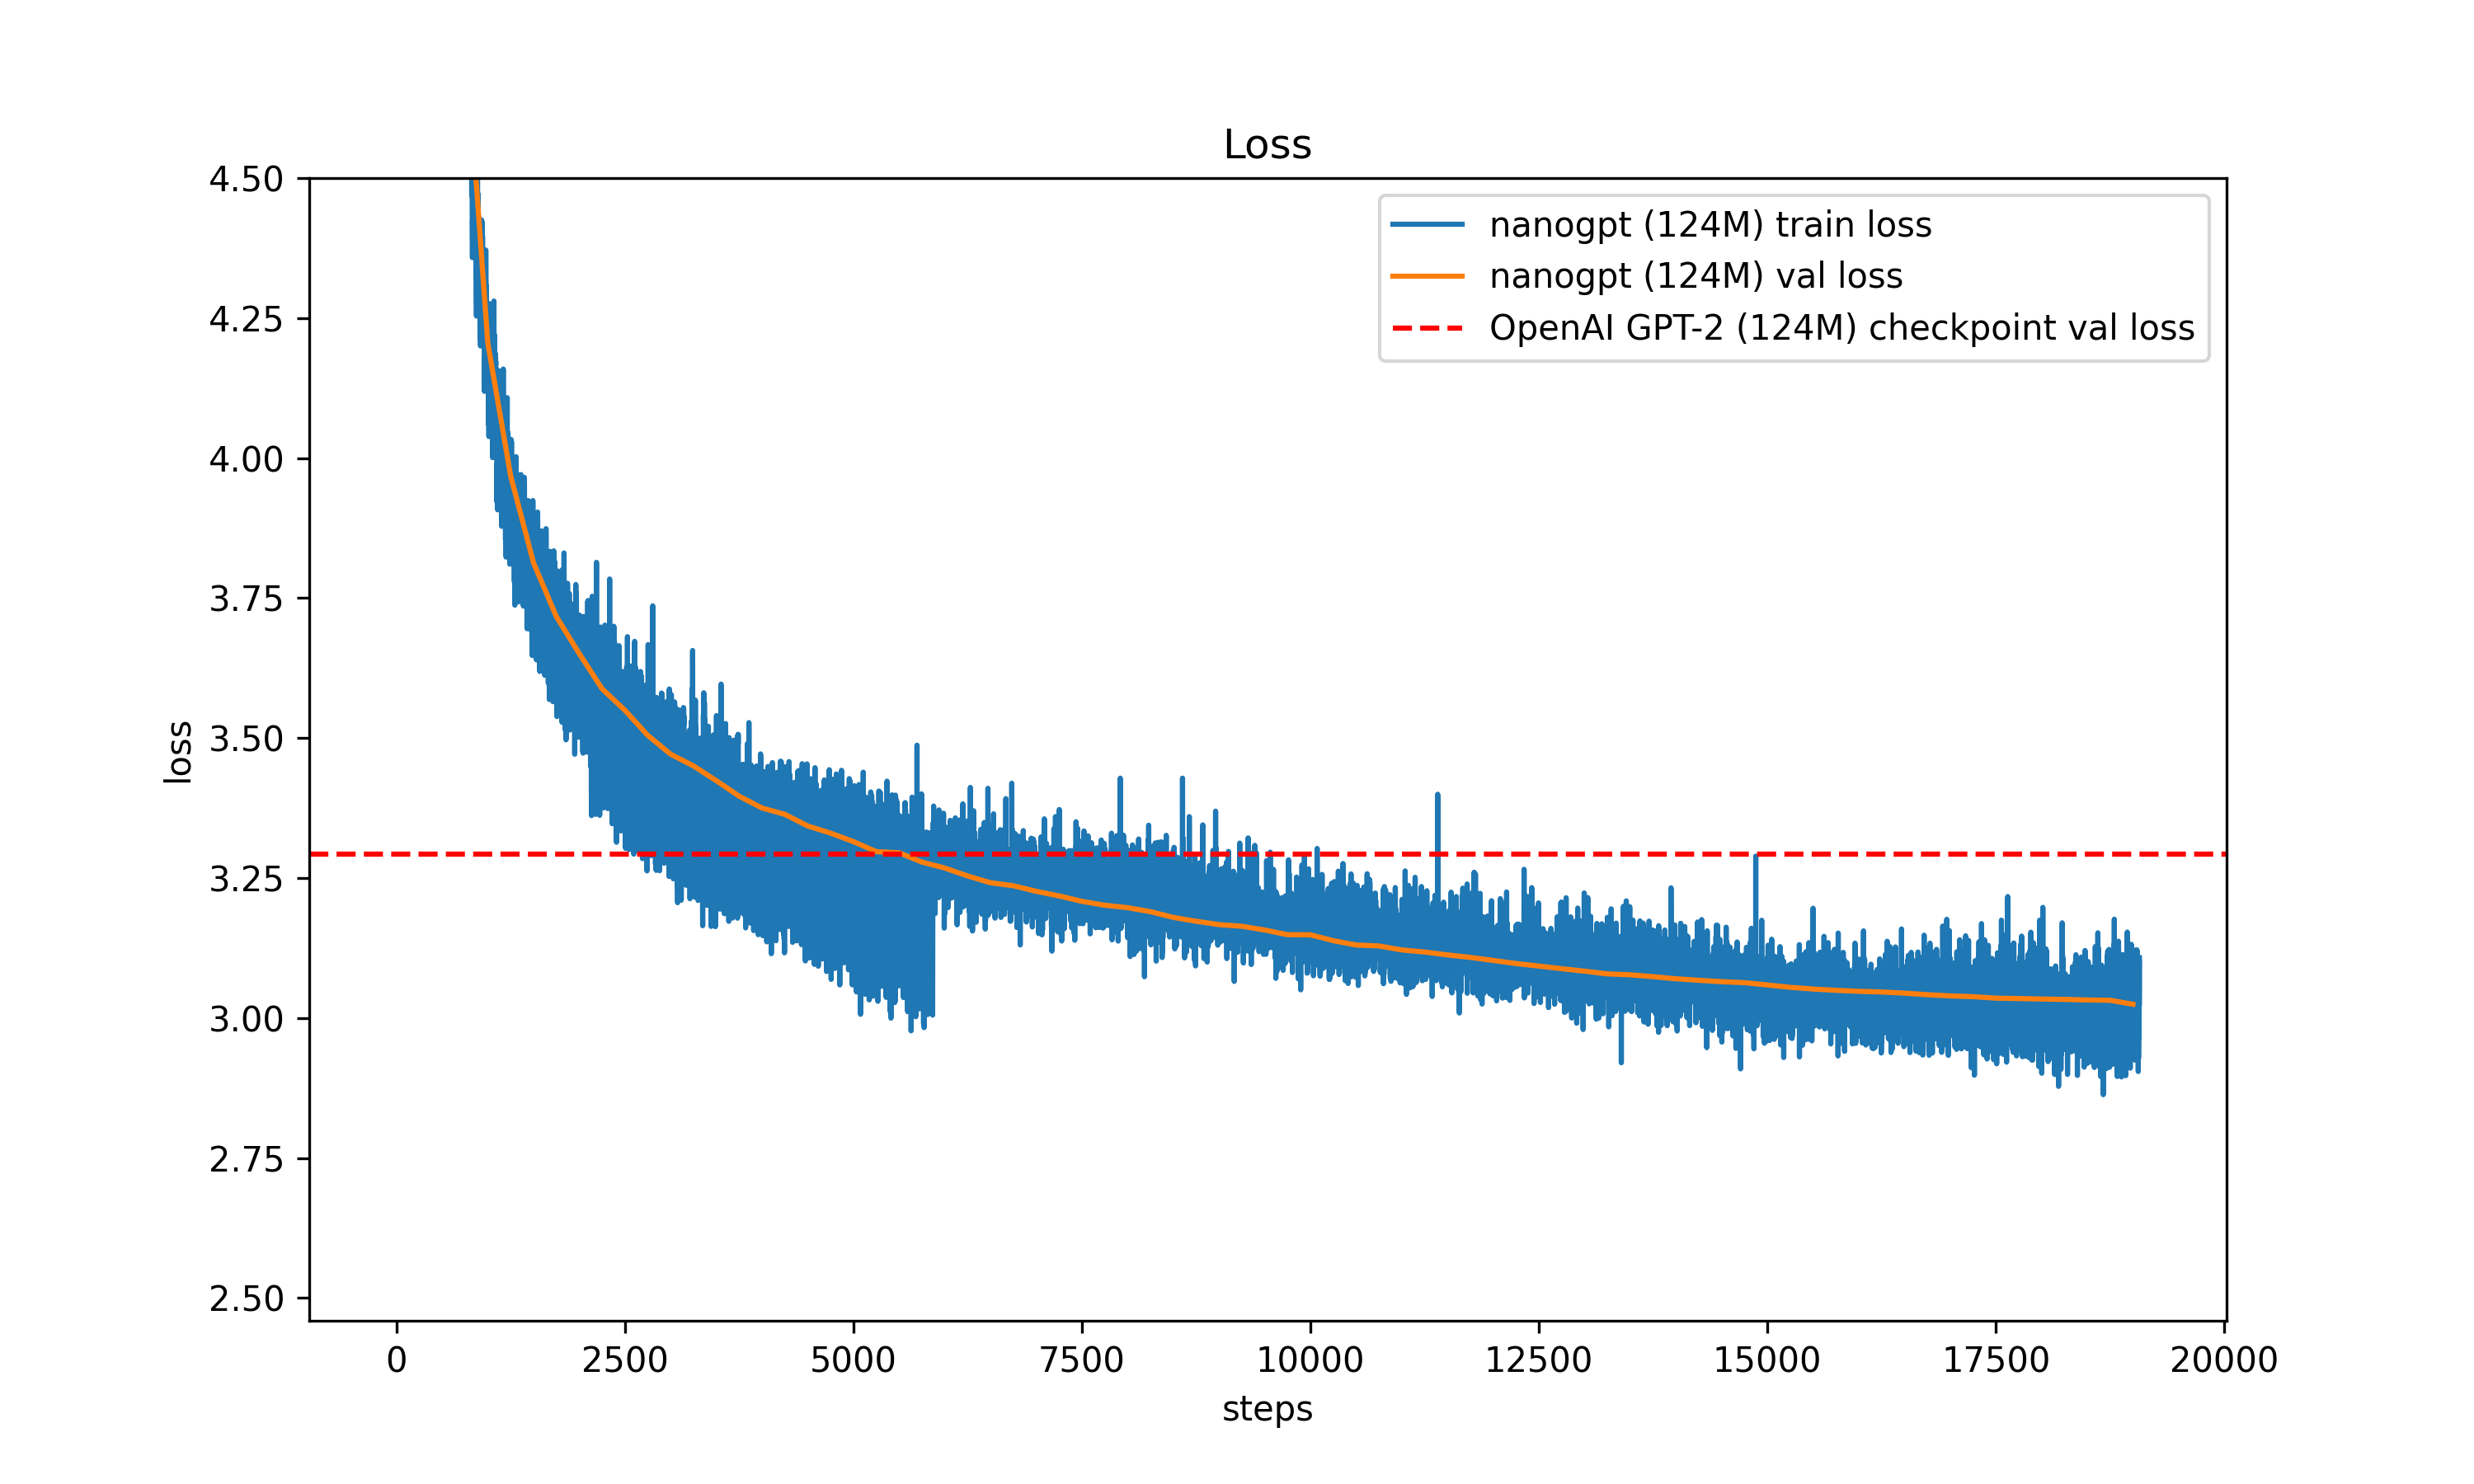 Loss
nanogpt (124M) train loss
nanogpt (124M) val loss
OpenAI GPT-2 (124M) checkpoint val loss
4.50
4.25
4.00
3.75
3.50
3.25
3.00
2.75
2.50
loss
0 2500 5000 7500 10000 12500 15000 17500 20000
steps